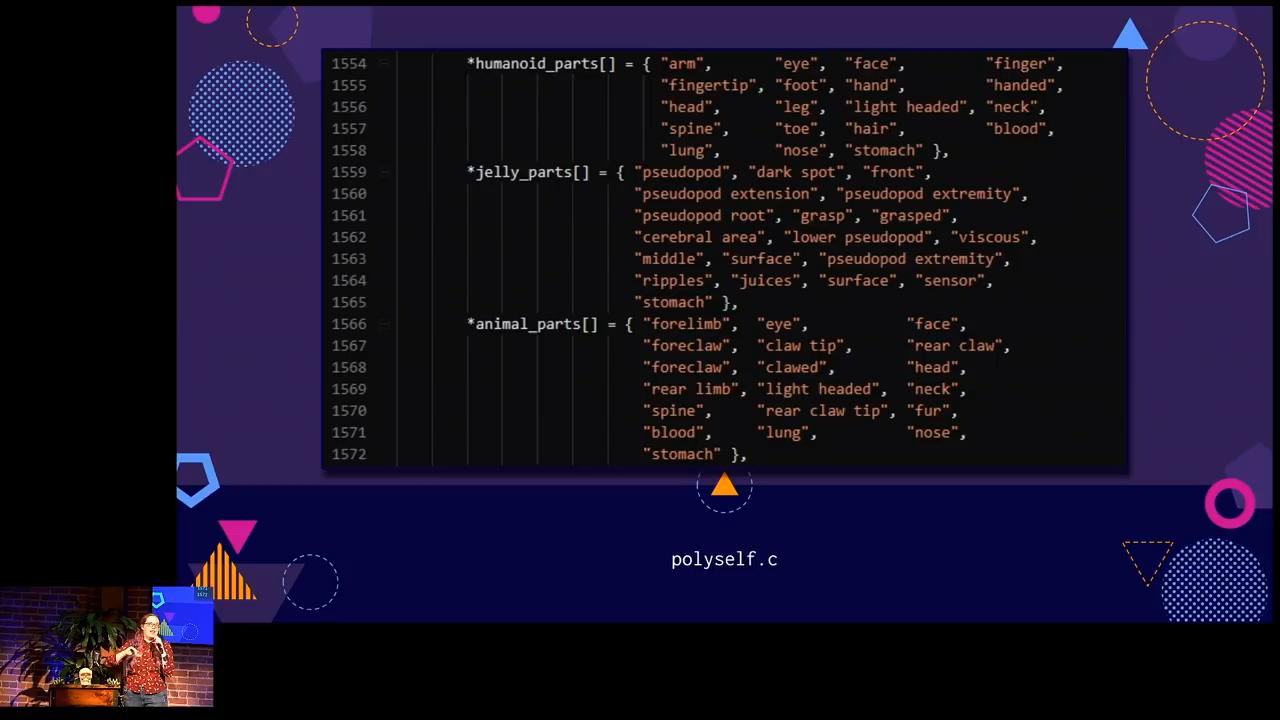 1554 *humanoid_parts[] = { "arm", "eye", "face", "finger",
1555 "fingertip", "foot", "hand", "handed",
1556 "head", "leg", "light headed", "neck",
1557 "spine", "toe", "hair", "blood",
1558 "lung", "nose", "stomach" },
1559 *jelly_parts[] = { "pseudopod", "dark spot", "front",
1560 "pseudopod extension", "pseudopod extremity",
1561 "pseudopod root", "grasp", "grasped",
1562 "cerebral area", "lower pseudopod", "viscous",
1563 "middle", "surface", "pseudopod extremity",
1564 "ripples", "juices", "surface", "sensor",
1565 "stomach" },
1566 *animal_parts[] = { "forelimb", "eye", "face",
1567 "foreclaw", "claw tip", "rear claw",
1568 "foreclaw", "clawed", "head",
1569 "rear limb", "light headed", "neck",
1570 "spine", "rear claw tip", "fur",
1571 "blood", "lung", "nose",
1572 "stomach" },
polyself.c
1571
1572